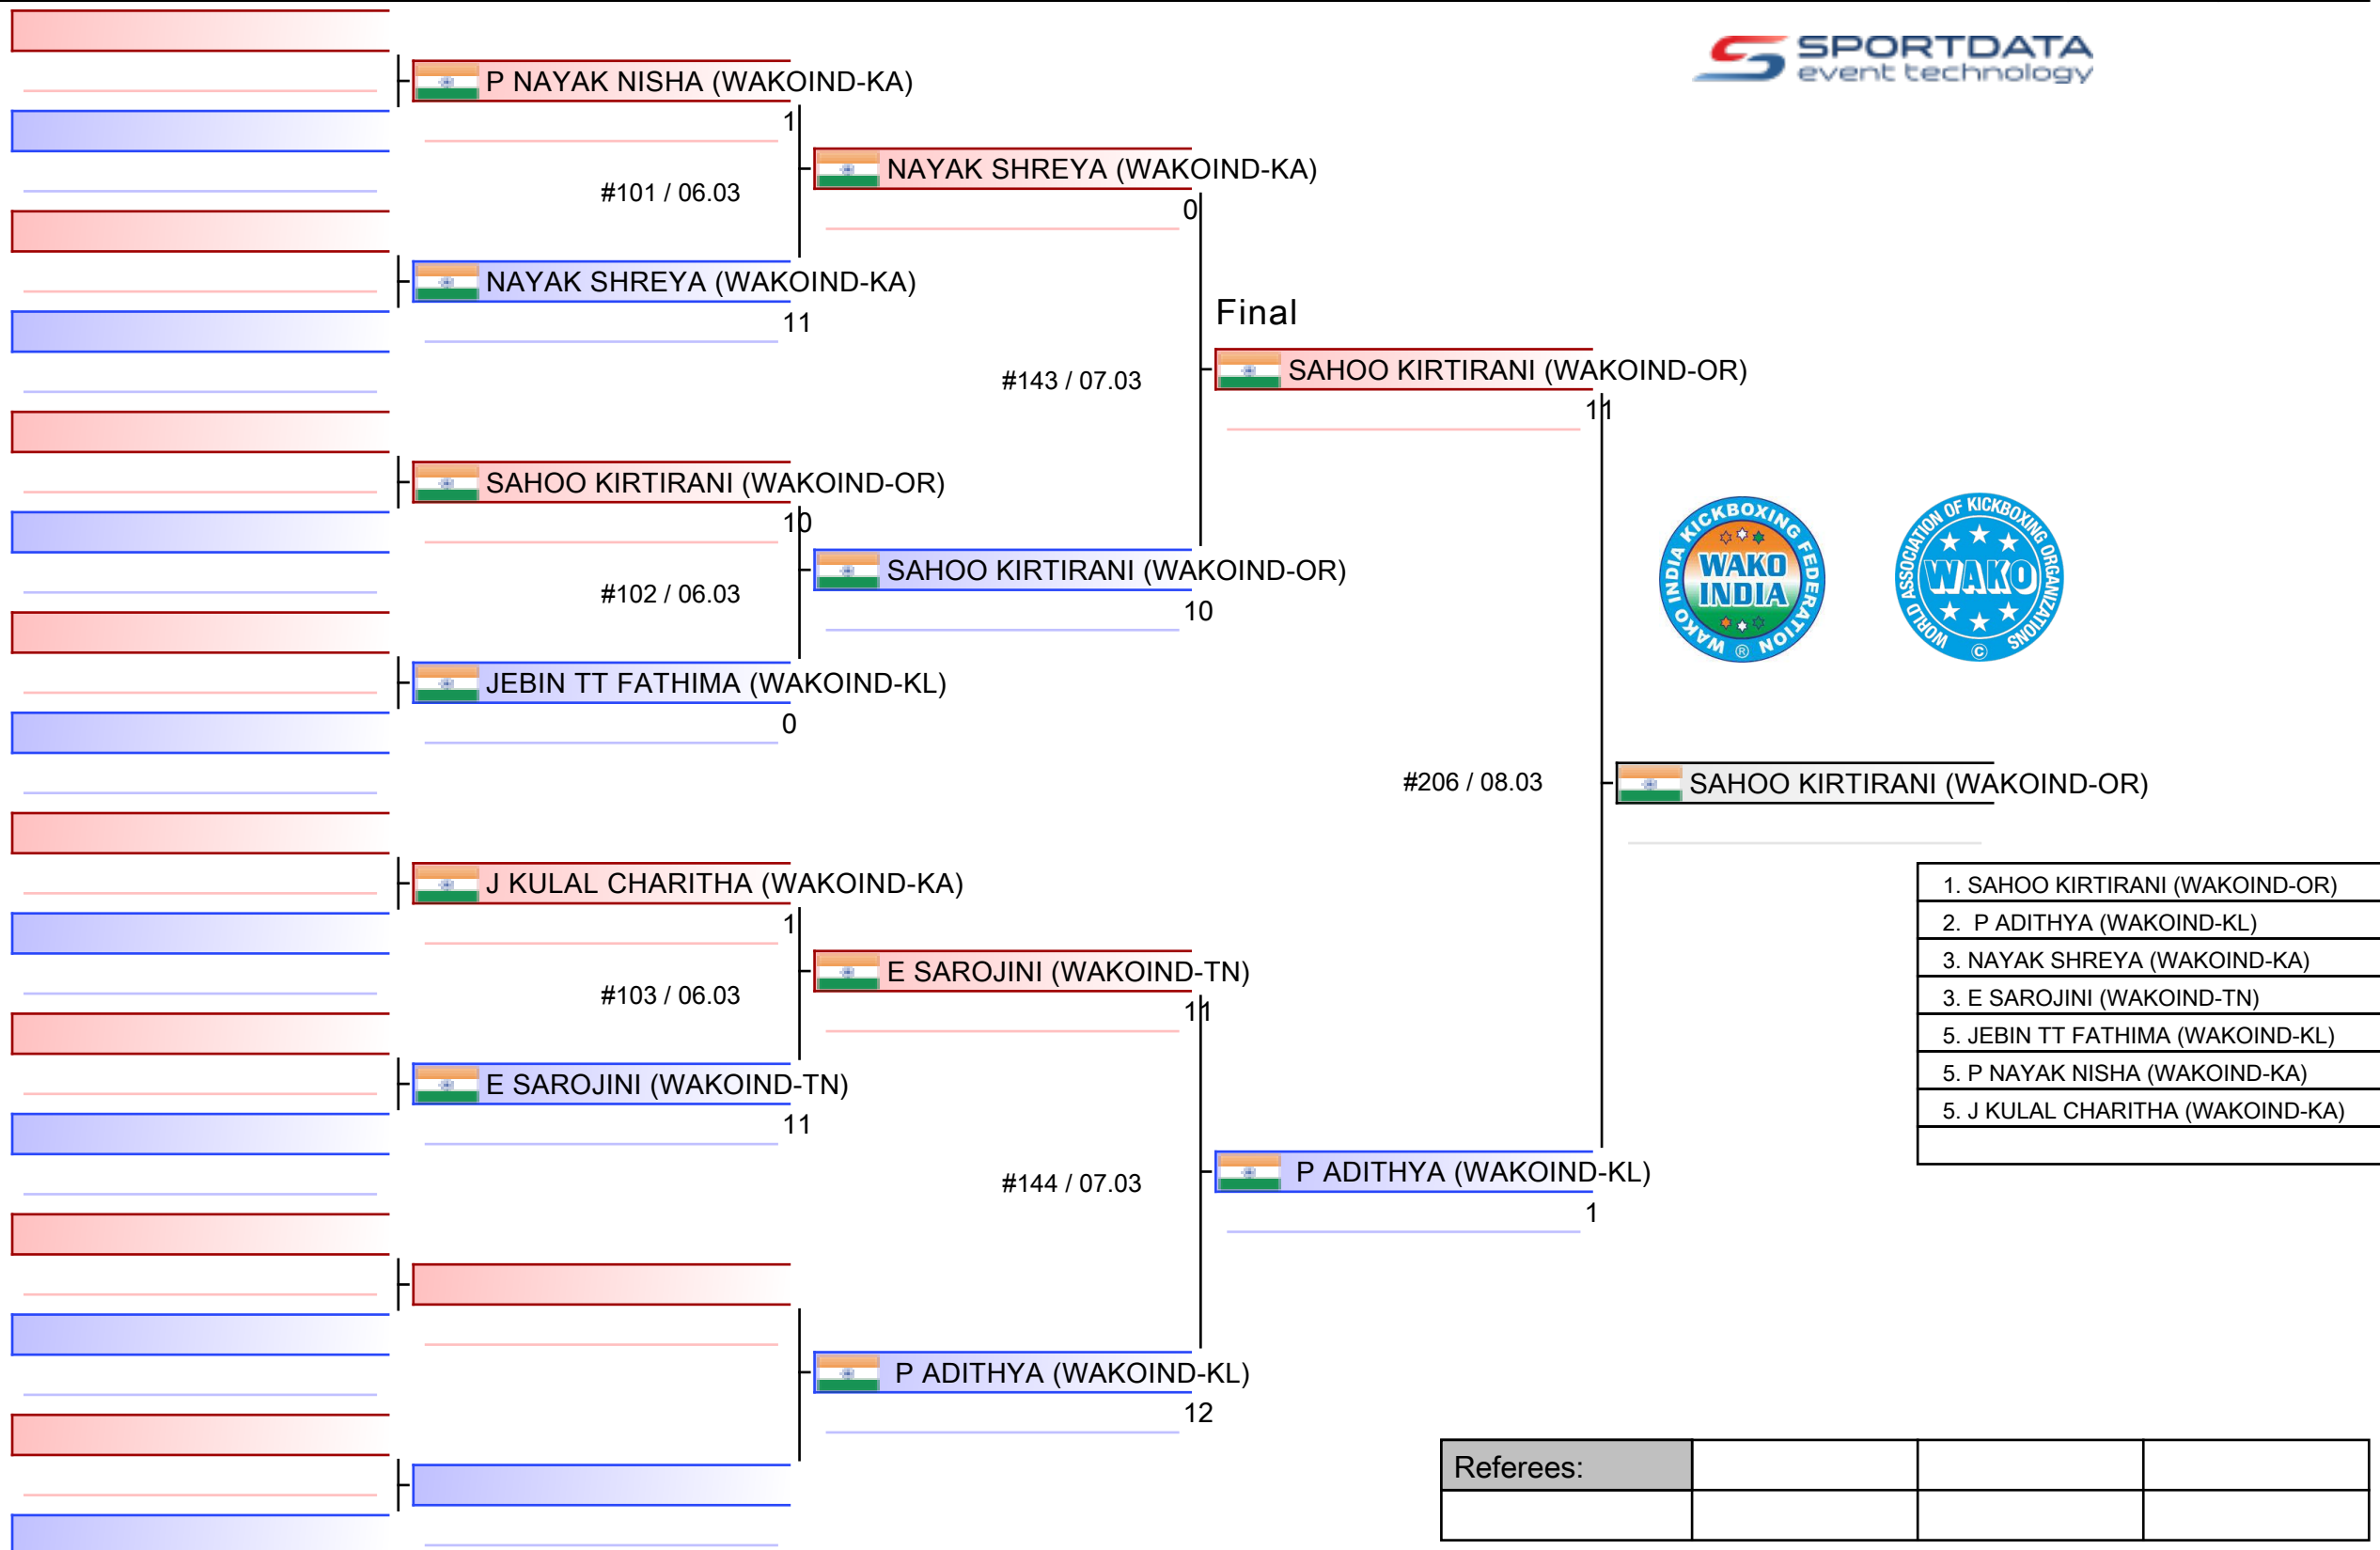 SPORTDATA
event technology
P NAYAK NISHA (WAKOIND-KA)
1
#101 / 06.03
NAYAK SHREYA (WAKOIND-KA)
11
NAYAK SHREYA (WAKOIND-KA)
0
#143 / 07.03
SAHOO KIRTIRANI (WAKOIND-OR)
10
#102 / 06.03
JEBIN TT FATHIMA (WAKOIND-KL)
0
SAHOO KIRTIRANI (WAKOIND-OR)
10
Final
SAHOO KIRTIRANI (WAKOIND-OR)
11
WAKO INDIA KICKBOXING FEDERATION
WAKO
INDIA
®
WORLD ASSOCIATION OF KICKBOXING ORGANIZATIONS
WAKO
©
#206 / 08.03
SAHOO KIRTIRANI (WAKOIND-OR)
J KULAL CHARITHA (WAKOIND-KA)
1
#103 / 06.03
E SAROJINI (WAKOIND-TN)
11
E SAROJINI (WAKOIND-TN)
11
#144 / 07.03
P ADITHYA (WAKOIND-KL)
12
P ADITHYA (WAKOIND-KL)
1
1. SAHOO KIRTIRANI (WAKOIND-OR)
2. P ADITHYA (WAKOIND-KL)
3. NAYAK SHREYA (WAKOIND-KA)
3. E SAROJINI (WAKOIND-TN)
5. JEBIN TT FATHIMA (WAKOIND-KL)
5. P NAYAK NISHA (WAKOIND-KA)
5. J KULAL CHARITHA (WAKOIND-KA)
Referees: